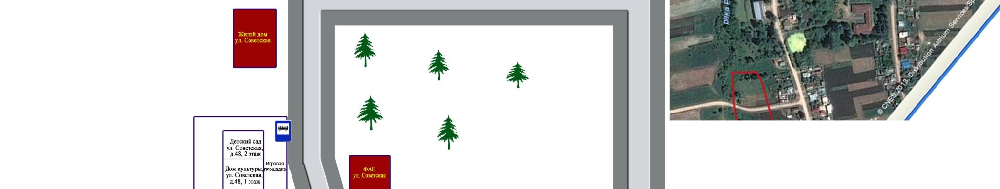 Жилой дом
ул. Советская
Детский сад
ул. Советская,
д.48, 2 этаж
Игровая
площадка
Дом культуры,
ул. Советская,
д.48, 1 этаж
ФАП
ул. Советская
река
© CNES 2013, Distribution Astrium Services/